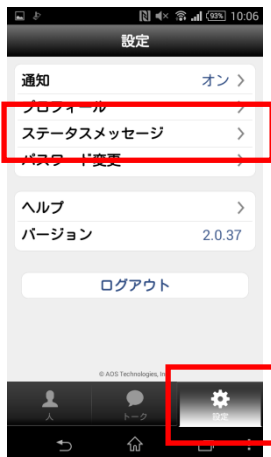 93% 10:06
設定
通知 オン
プロフィール
ステータスメッセージ
パスワード変更
ヘルプ
バージョン 2.0.37
ログアウト
© AOS Technologies, In
人 トーク 設定